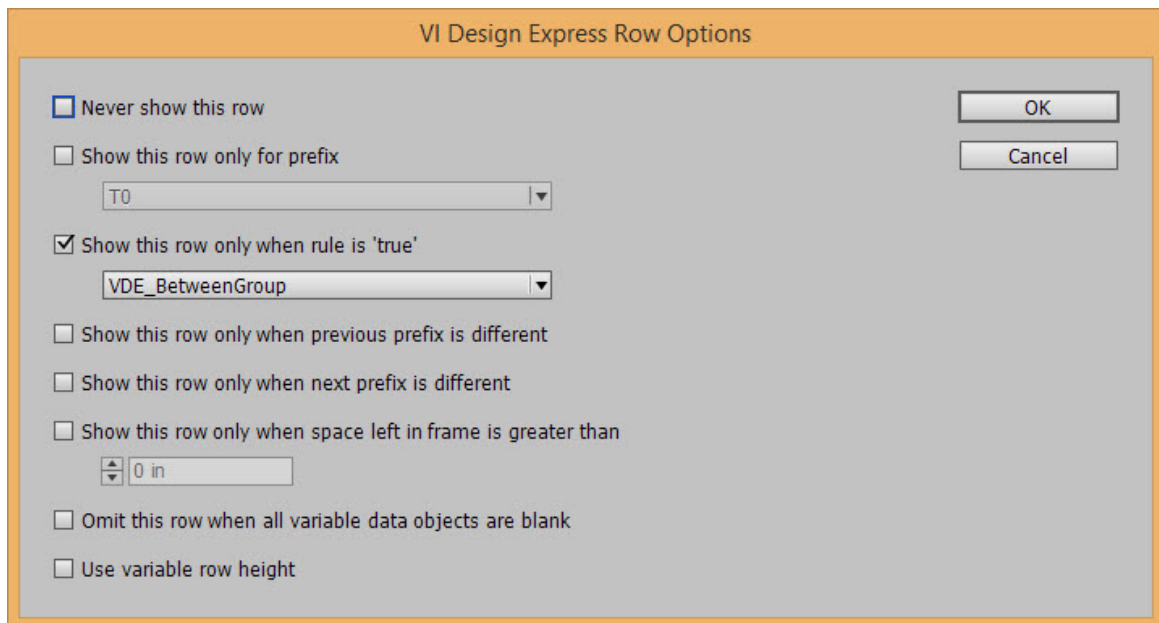 VI Design Express Row Options
Never show this row
OK
Show this row only for prefix
Cancel
T0
Show this row only when rule is 'true'
VDE_BetweenGroup
Show this row only when previous prefix is different
Show this row only when next prefix is different
Show this row only when space left in frame is greater than
0 in
Omit this row when all variable data objects are blank
Use variable row height